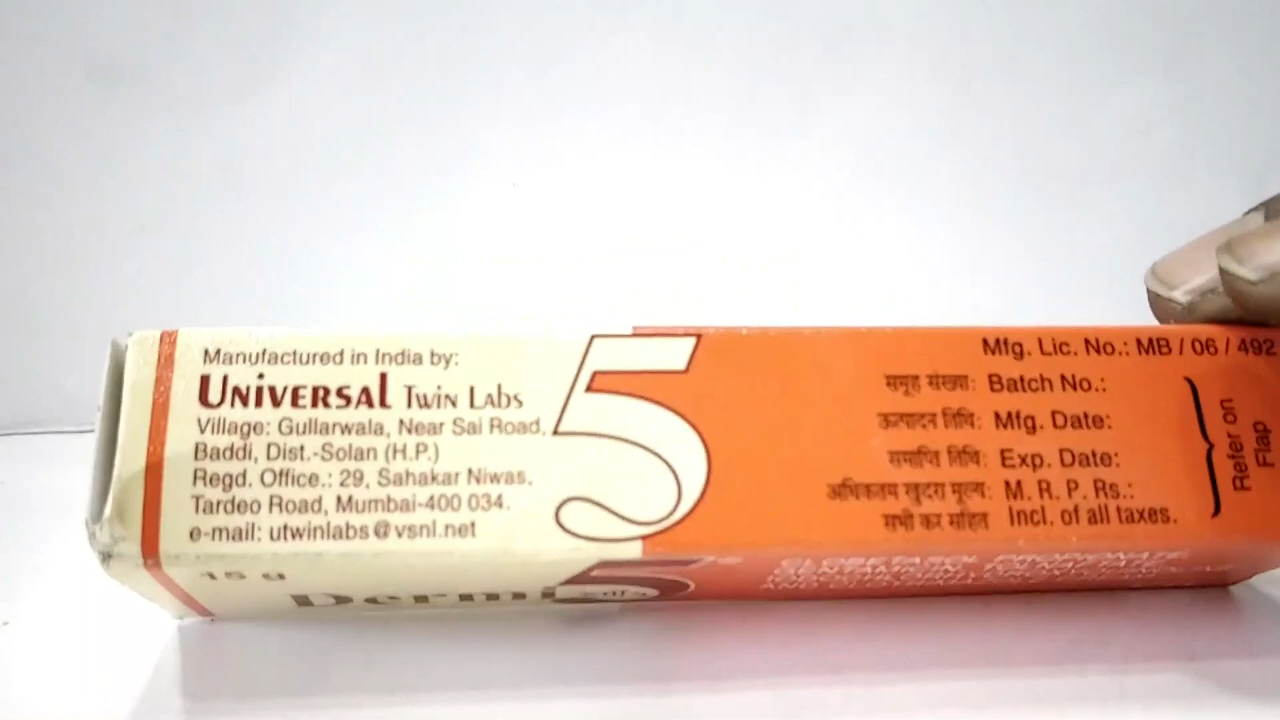 Manufactured in India by:
UNIVERSAL TWIN LABS
Village: Gullarwala, Near Sai Road,
Baddi, Dist.-Solan (H.P.)
Regd. Office.: 29, Sahakar Niwas,
Tardeo Road, Mumbai-400 034.
e-mail: utwinlabs@vsnl.net
5
Mfg. Lic. No.: MB / 06 / 492
समूह संख्या: Batch No.:
उत्पादन तिथि: Mfg. Date:
समाप्ति तिथि: Exp. Date:
अधिकतम खुदरा मूल्य: M. R. P. Rs.:
सभी कर सहित Incl. of all taxes.
Refer on
Flap
15 g
Dermi 5